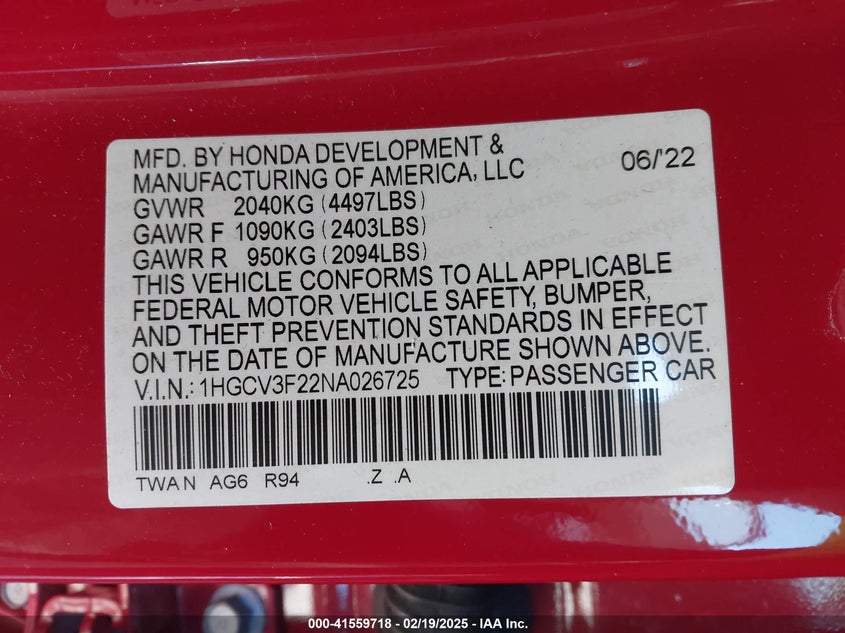 MFD. BY HONDA DEVELOPMENT &
MANUFACTURING OF AMERICA, LLC 06/'22
GVWR 2040KG (4497LBS)
GAWR F 1090KG (2403LBS)
GAWR R 950KG (2094LBS)
THIS VEHICLE CONFORMS TO ALL APPLICABLE
FEDERAL MOTOR VEHICLE SAFETY, BUMPER,
AND THEFT PREVENTION STANDARDS IN EFFECT
ON THE DATE OF MANUFACTURE SHOWN ABOVE.
V.I.N.: 1HGCV3F22NA026725 TYPE: PASSENGER CAR
TWAN AG6 R94 .Z .A
000-41559718 - 02/19/2025 - IAA Inc.